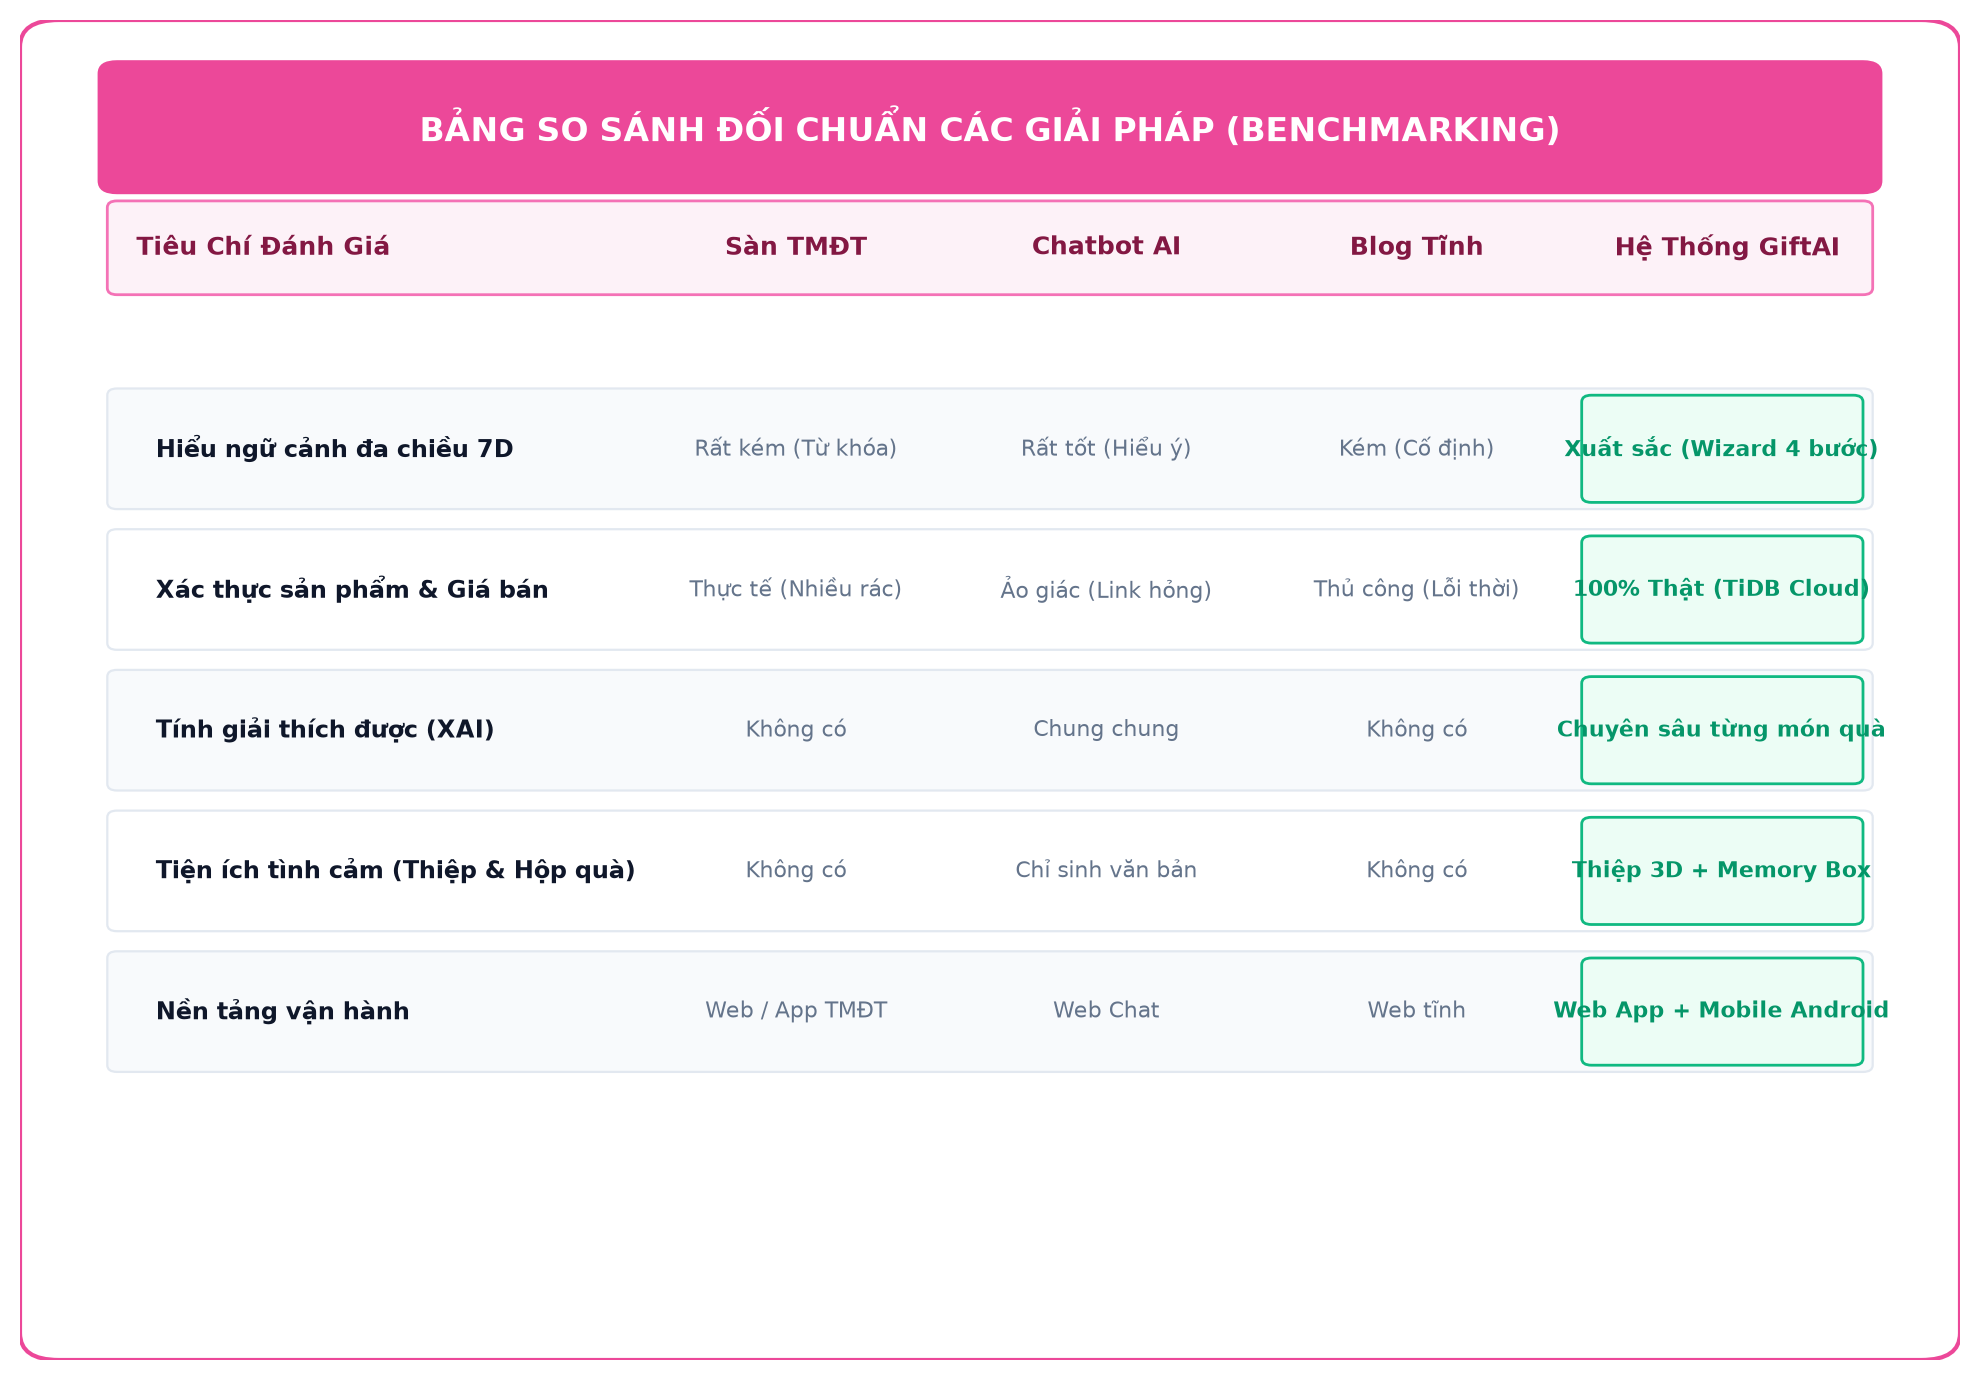 BẢNG SO SÁNH ĐỐI CHUẨN CÁC GIẢI PHÁP (BENCHMARKING)
Tiêu Chí Đánh Giá Sàn TMĐT Chatbot AI Blog Tĩnh Hệ Thống GiftAI
Hiểu ngữ cảnh đa chiều 7D Rất kém (Từ khóa) Rất tốt (Hiểu ý) Kém (Cố định) Xuất sắc (Wizard 4 bước)
Xác thực sản phẩm & Giá bán Thực tế (Nhiều rác) Ảo giác (Link hỏng) Thủ công (Lỗi thời) 100% Thật (TiDB Cloud)
Tính giải thích được (XAI) Không có Chung chung Không có Chuyên sâu từng món quà
Tiện ích tình cảm (Thiệp & Hộp quà) Không có Chỉ sinh văn bản Không có Thiệp 3D + Memory Box
Nền tảng vận hành Web / App TMĐT Web Chat Web tĩnh Web App + Mobile Android